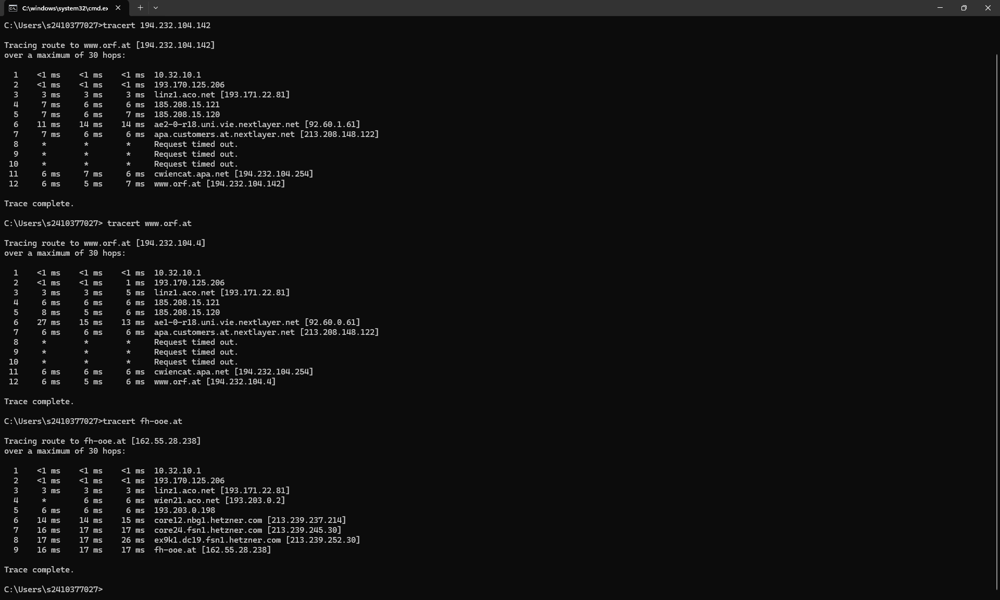 C:\windows\system32\cmd.ex
C:\Users\s2410377027>tracert 194.232.104.142
Tracing route to www.orf.at [194.232.104.142]
over a maximum of 30 hops:
1 <1 ms <1 ms <1 ms 10.32.10.1
2 <1 ms <1 ms <1 ms 193.170.125.206
3 3 ms 3 ms 3 ms linz1.aco.net [193.171.22.81]
4 7 ms 6 ms 6 ms 185.208.15.121
5 7 ms 6 ms 7 ms 185.208.15.120
6 11 ms 14 ms 14 ms ae2-0-r18.uni.vie.nextlayer.net [92.60.1.61]
7 7 ms 6 ms 6 ms apa.customers.at.nextlayer.net [213.208.148.122]
8 * * * Request timed out.
9 * * * Request timed out.
10 * * * Request timed out.
11 6 ms 7 ms 6 ms cwiencat.apa.net [194.232.104.254]
12 6 ms 5 ms 7 ms www.orf.at [194.232.104.142]
Trace complete.
C:\Users\s2410377027> tracert www.orf.at
Tracing route to www.orf.at [194.232.104.4]
over a maximum of 30 hops:
1 <1 ms <1 ms <1 ms 10.32.10.1
2 <1 ms <1 ms 1 ms 193.170.125.206
3 3 ms 3 ms 5 ms linz1.aco.net [193.171.22.81]
4 6 ms 6 ms 6 ms 185.208.15.121
5 8 ms 5 ms 6 ms 185.208.15.120
6 27 ms 15 ms 13 ms ae1-0-r18.uni.vie.nextlayer.net [92.60.0.61]
7 6 ms 6 ms 6 ms apa.customers.at.nextlayer.net [213.208.148.122]
8 * * * Request timed out.
9 * * * Request timed out.
10 * * * Request timed out.
11 6 ms 6 ms 6 ms cwiencat.apa.net [194.232.104.254]
12 6 ms 5 ms 6 ms www.orf.at [194.232.104.4]
Trace complete.
C:\Users\s2410377027>tracert fh-ooe.at
Tracing route to fh-ooe.at [162.55.28.238]
over a maximum of 30 hops:
1 <1 ms <1 ms <1 ms 10.32.10.1
2 <1 ms <1 ms <1 ms 193.170.125.206
3 3 ms 3 ms 3 ms linz1.aco.net [193.171.22.81]
4 * 6 ms 6 ms wien21.aco.net [193.203.0.2]
5 6 ms 6 ms 6 ms 193.203.0.198
6 14 ms 14 ms 15 ms core12.nbg1.hetzner.com [213.239.237.214]
7 16 ms 17 ms 17 ms core24.fsn1.hetzner.com [213.239.245.30]
8 17 ms 17 ms 26 ms ex9k1.dc19.fsn1.hetzner.com [213.239.252.30]
9 16 ms 17 ms 17 ms fh-ooe.at [162.55.28.238]
Trace complete.
C:\Users\s2410377027>